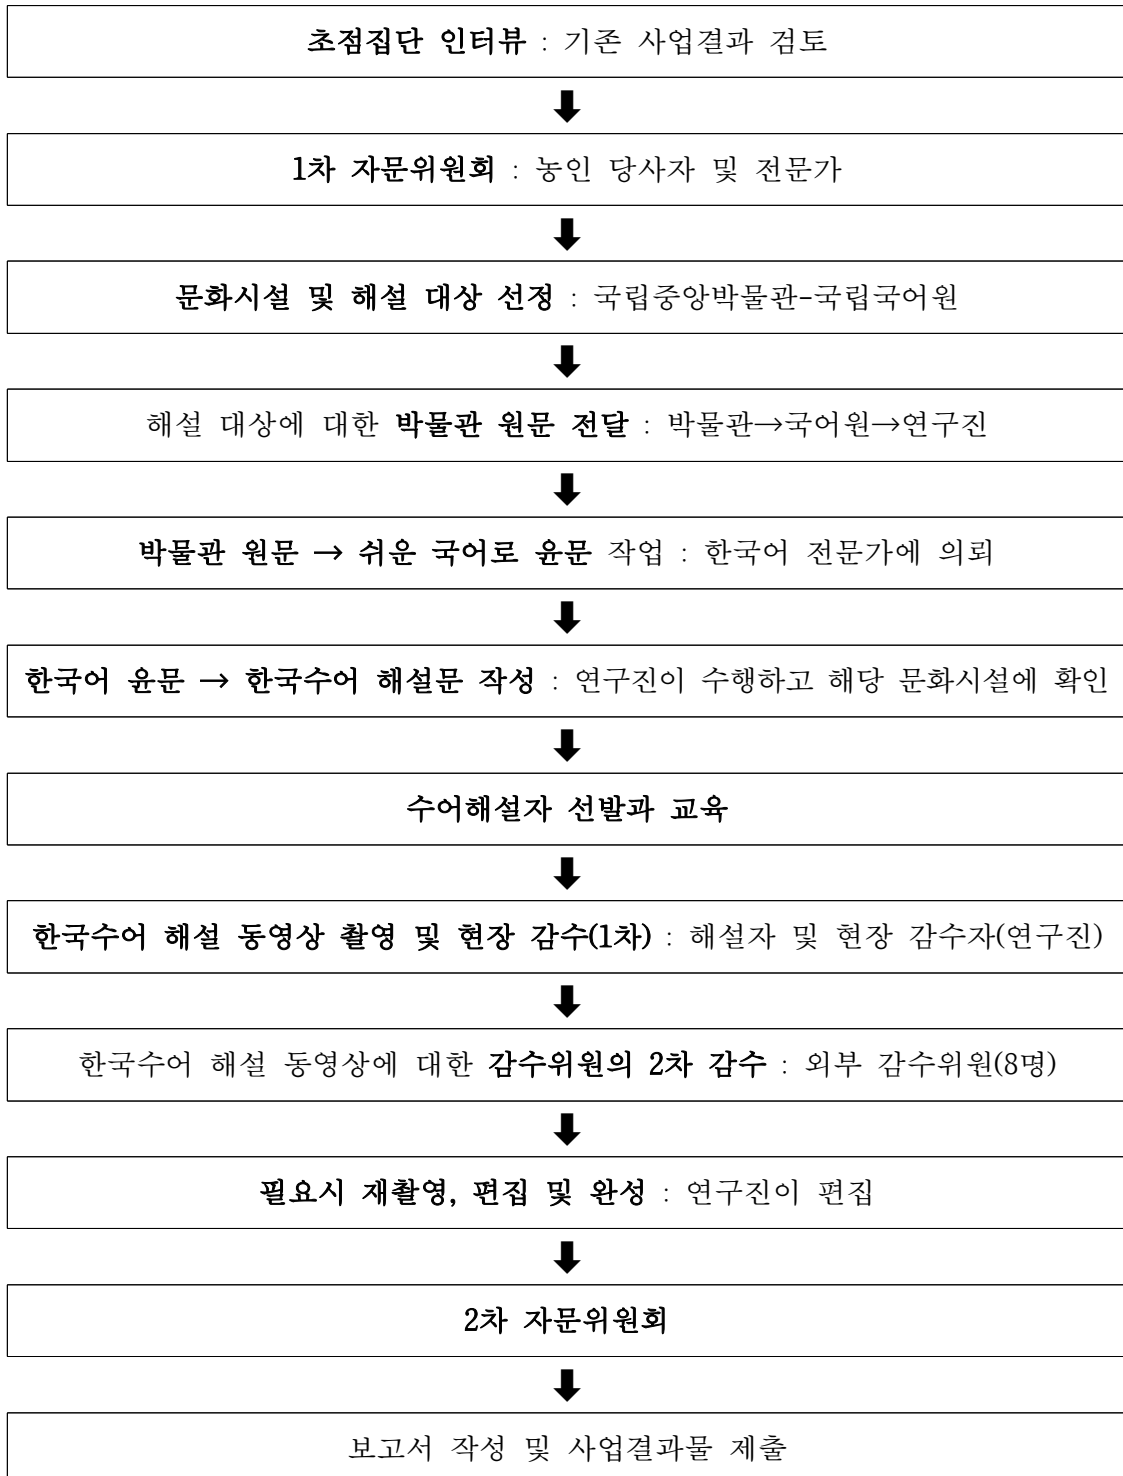 초점집단 인터뷰 : 기존 사업결과 검토
1차 자문위원회 : 농인 당사자 및 전문가
문화시설 및 해설 대상 선정 : 국립중앙박물관-국립국어원
해설 대상에 대한 박물관 원문 전달 : 박물관→국어원→연구진
박물관 원문 → 쉬운 국어로 윤문 작업 : 한국어 전문가에 의뢰
한국어 윤문 → 한국수어 해설문 작성 : 연구진이 수행하고 해당 문화시설에 확인
수어해설자 선발과 교육
한국수어 해설 동영상 촬영 및 현장 감수(1차) : 해설자 및 현장 감수자(연구진)
한국수어 해설 동영상에 대한 감수위원의 2차 감수 : 외부 감수위원(8명)
필요시 재촬영, 편집 및 완성 : 연구진이 편집
2차 자문위원회
보고서 작성 및 사업결과물 제출